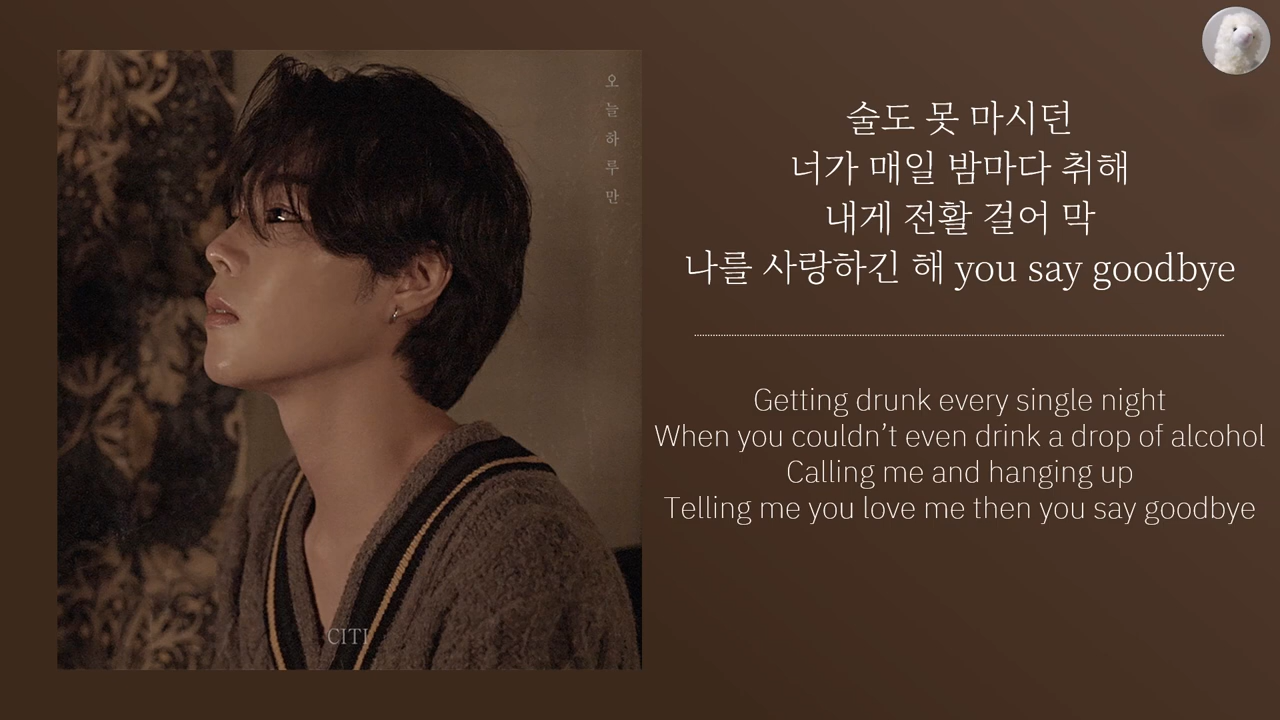 오늘하루만
CITI
술도 못 마시던
너가 매일 밤마다 취해
내게 전활 걸어 막
나를 사랑하긴 해 you say goodbye
Getting drunk every single night
When you couldn’t even drink a drop of alcohol
Calling me and hanging up
Telling me you love me then you say goodbye